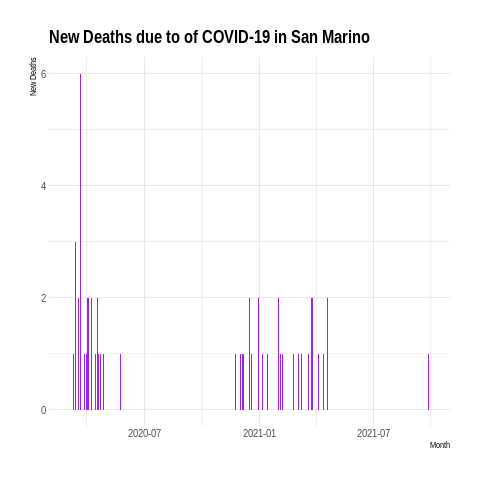 New Deaths due to of COVID-19 in San Marino
New Deaths
6
4
2
0
2020-07 2021-01 2021-07
Month